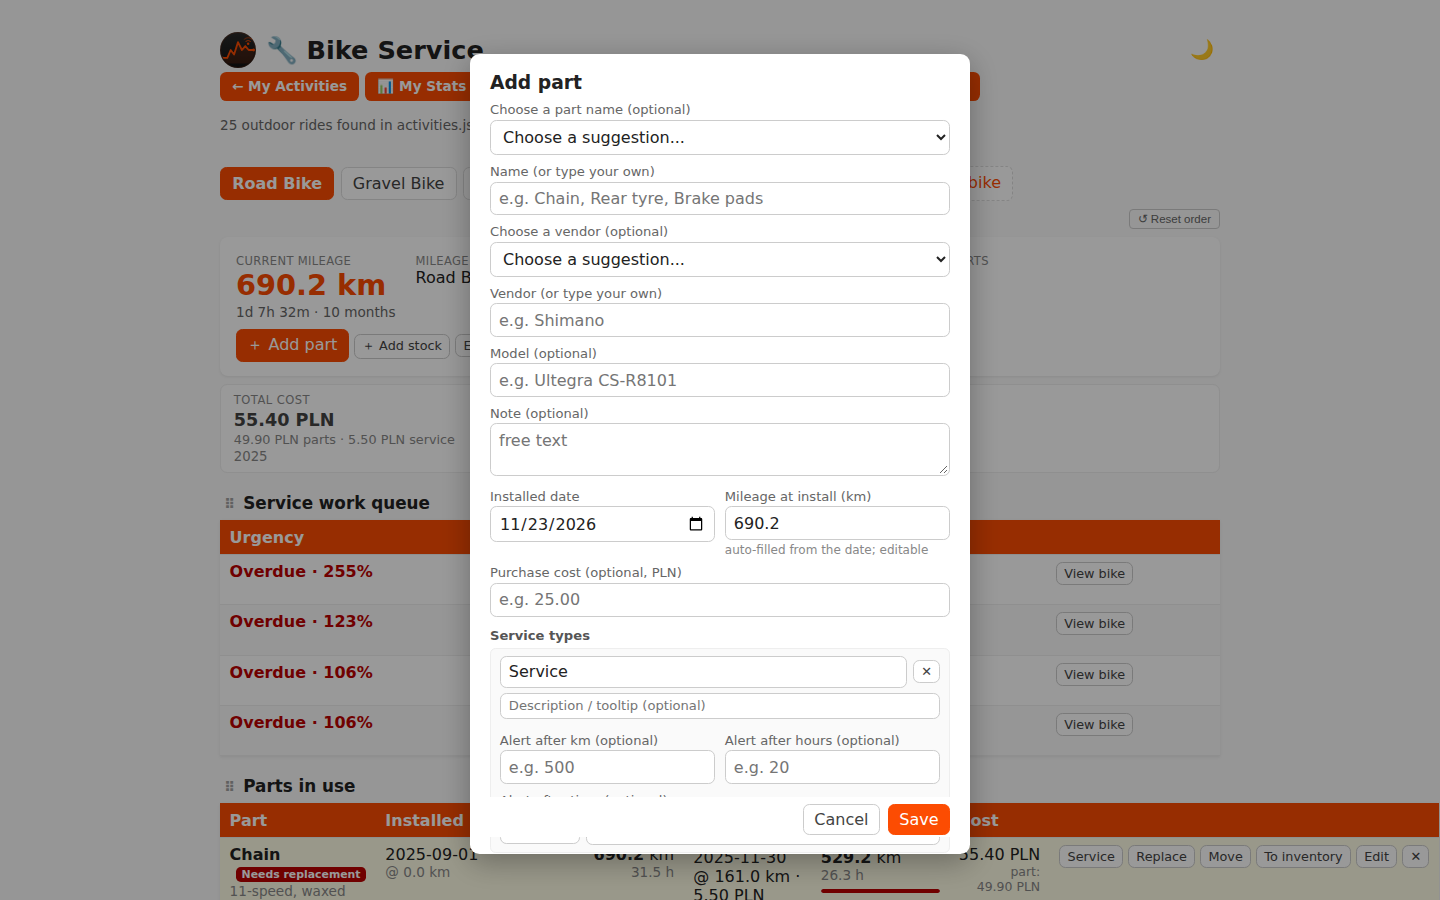 🔧 Bike Service
← My Activities
📊 My Stats
25 outdoor rides found in activities.js
Road Bike
Gravel Bike
bike
↺ Reset order
CURRENT MILEAGE
690.2 km
1d 7h 32m · 10 months
MILEAGE
Road B
RTS
+ Add part
+ Add stock
E
TOTAL COST
55.40 PLN
49.90 PLN parts · 5.50 PLN service
2025
Service work queue
Urgency
Overdue · 255%
View bike
Overdue · 123%
View bike
Overdue · 106%
View bike
Overdue · 106%
View bike
Parts in use
Part
Installed
ost
Chain
Needs replacement
11-speed, waxed
2025-09-01
@ 0.0 km
690.2 km
31.5 h
2025-11-30
@ 161.0 km ·
5.50 PLN
529.2 km
26.3 h
55.40 PLN
part:
49.90 PLN
Service
Replace
Move
To inventory
Edit
✕
Add part
Choose a part name (optional)
Choose a suggestion...
Name (or type your own)
e.g. Chain, Rear tyre, Brake pads
Choose a vendor (optional)
Choose a suggestion...
Vendor (or type your own)
e.g. Shimano
Model (optional)
e.g. Ultegra CS-R8101
Note (optional)
free text
Installed date
11/23/2026
Mileage at install (km)
690.2
auto-filled from the date; editable
Purchase cost (optional, PLN)
e.g. 25.00
Service types
Service
✕
Description / tooltip (optional)
Alert after km (optional)
e.g. 500
Alert after hours (optional)
e.g. 20
Cancel
Save